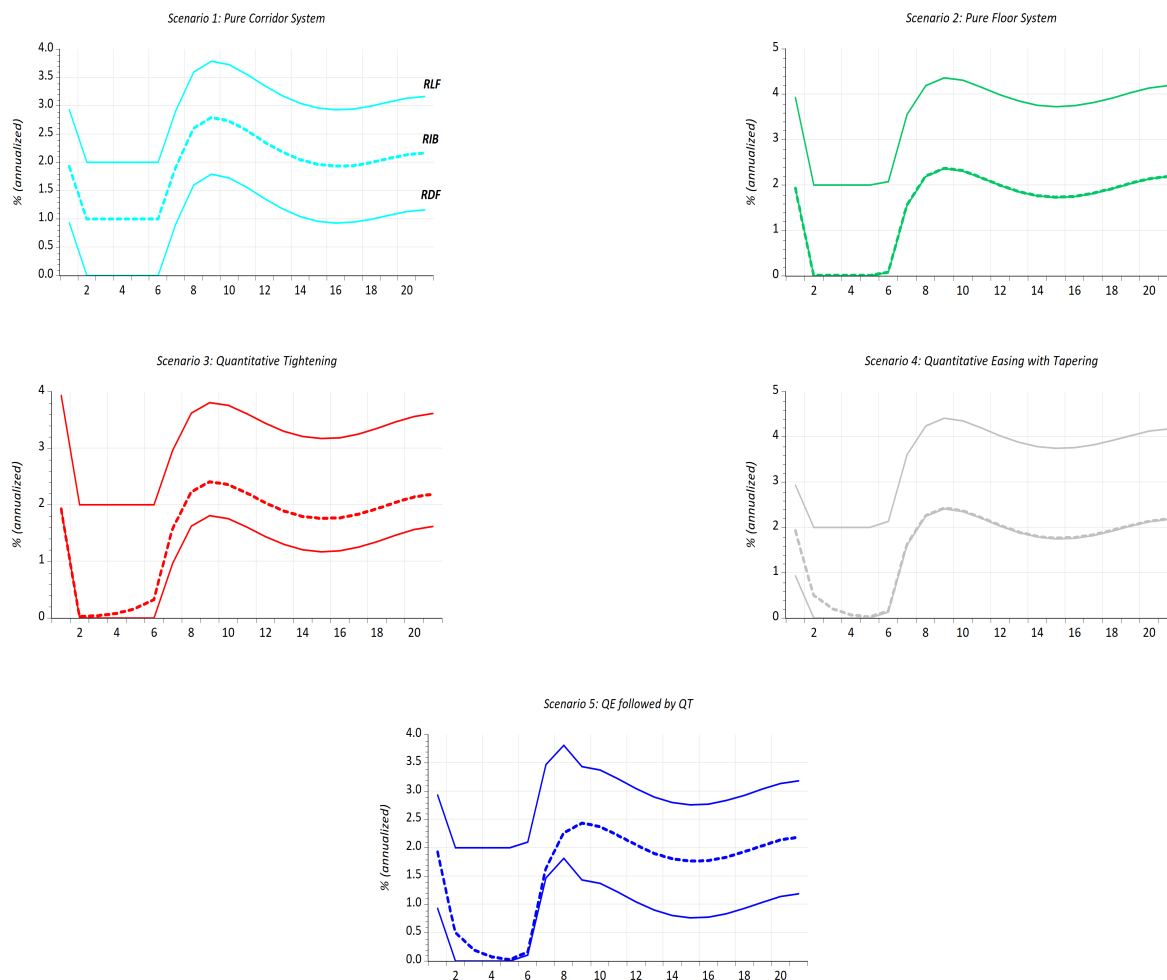 Scenario 1: Pure Corridor System
% (annualized)
4.0
3.5
3.0
2.5
2.0
1.5
1.0
0.5
0.0
RLF
RIB
RDF
2 4 6 8 10 12 14 16 18 20
Scenario 2: Pure Floor System
% (annualized)
5
4
3
2
1
0
2 4 6 8 10 12 14 16 18 20
Scenario 3: Quantitative Tightening
% (annualized)
4
3
2
1
0
2 4 6 8 10 12 14 16 18 20
Scenario 4: Quantitative Easing with Tapering
% (annualized)
5
4
3
2
1
0
2 4 6 8 10 12 14 16 18 20
Scenario 5: QE followed by QT
% (annualized)
4.0
3.5
3.0
2.5
2.0
1.5
1.0
0.5
0.0
2 4 6 8 10 12 14 16 18 20